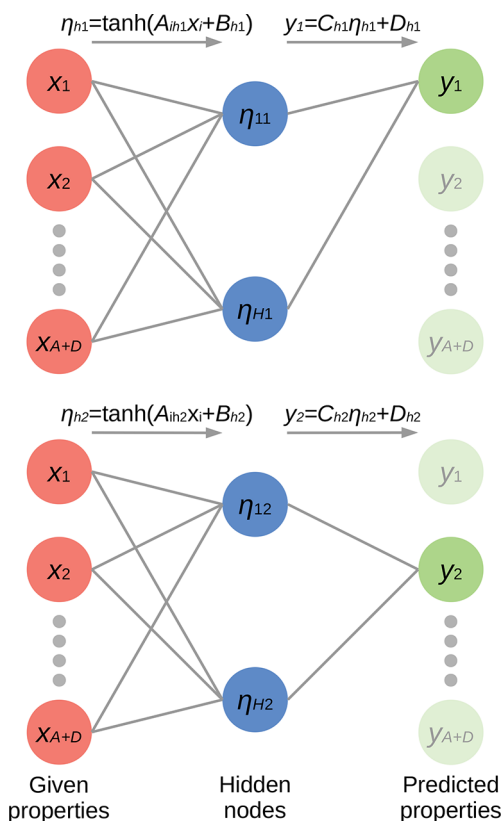 ηh1=tanh(Aih1xi+Bh1) y1=Ch1ηh1+Dh1
x1 η11 y1
x2 y2
ηH1
xA+D yA+D
ηh2=tanh(Aih2xi+Bh2) y2=Ch2ηh2+Dh2
x1 y1
η12
x2 y2
ηH2
xA+D yA+D
Given Hidden Predicted
properties nodes properties